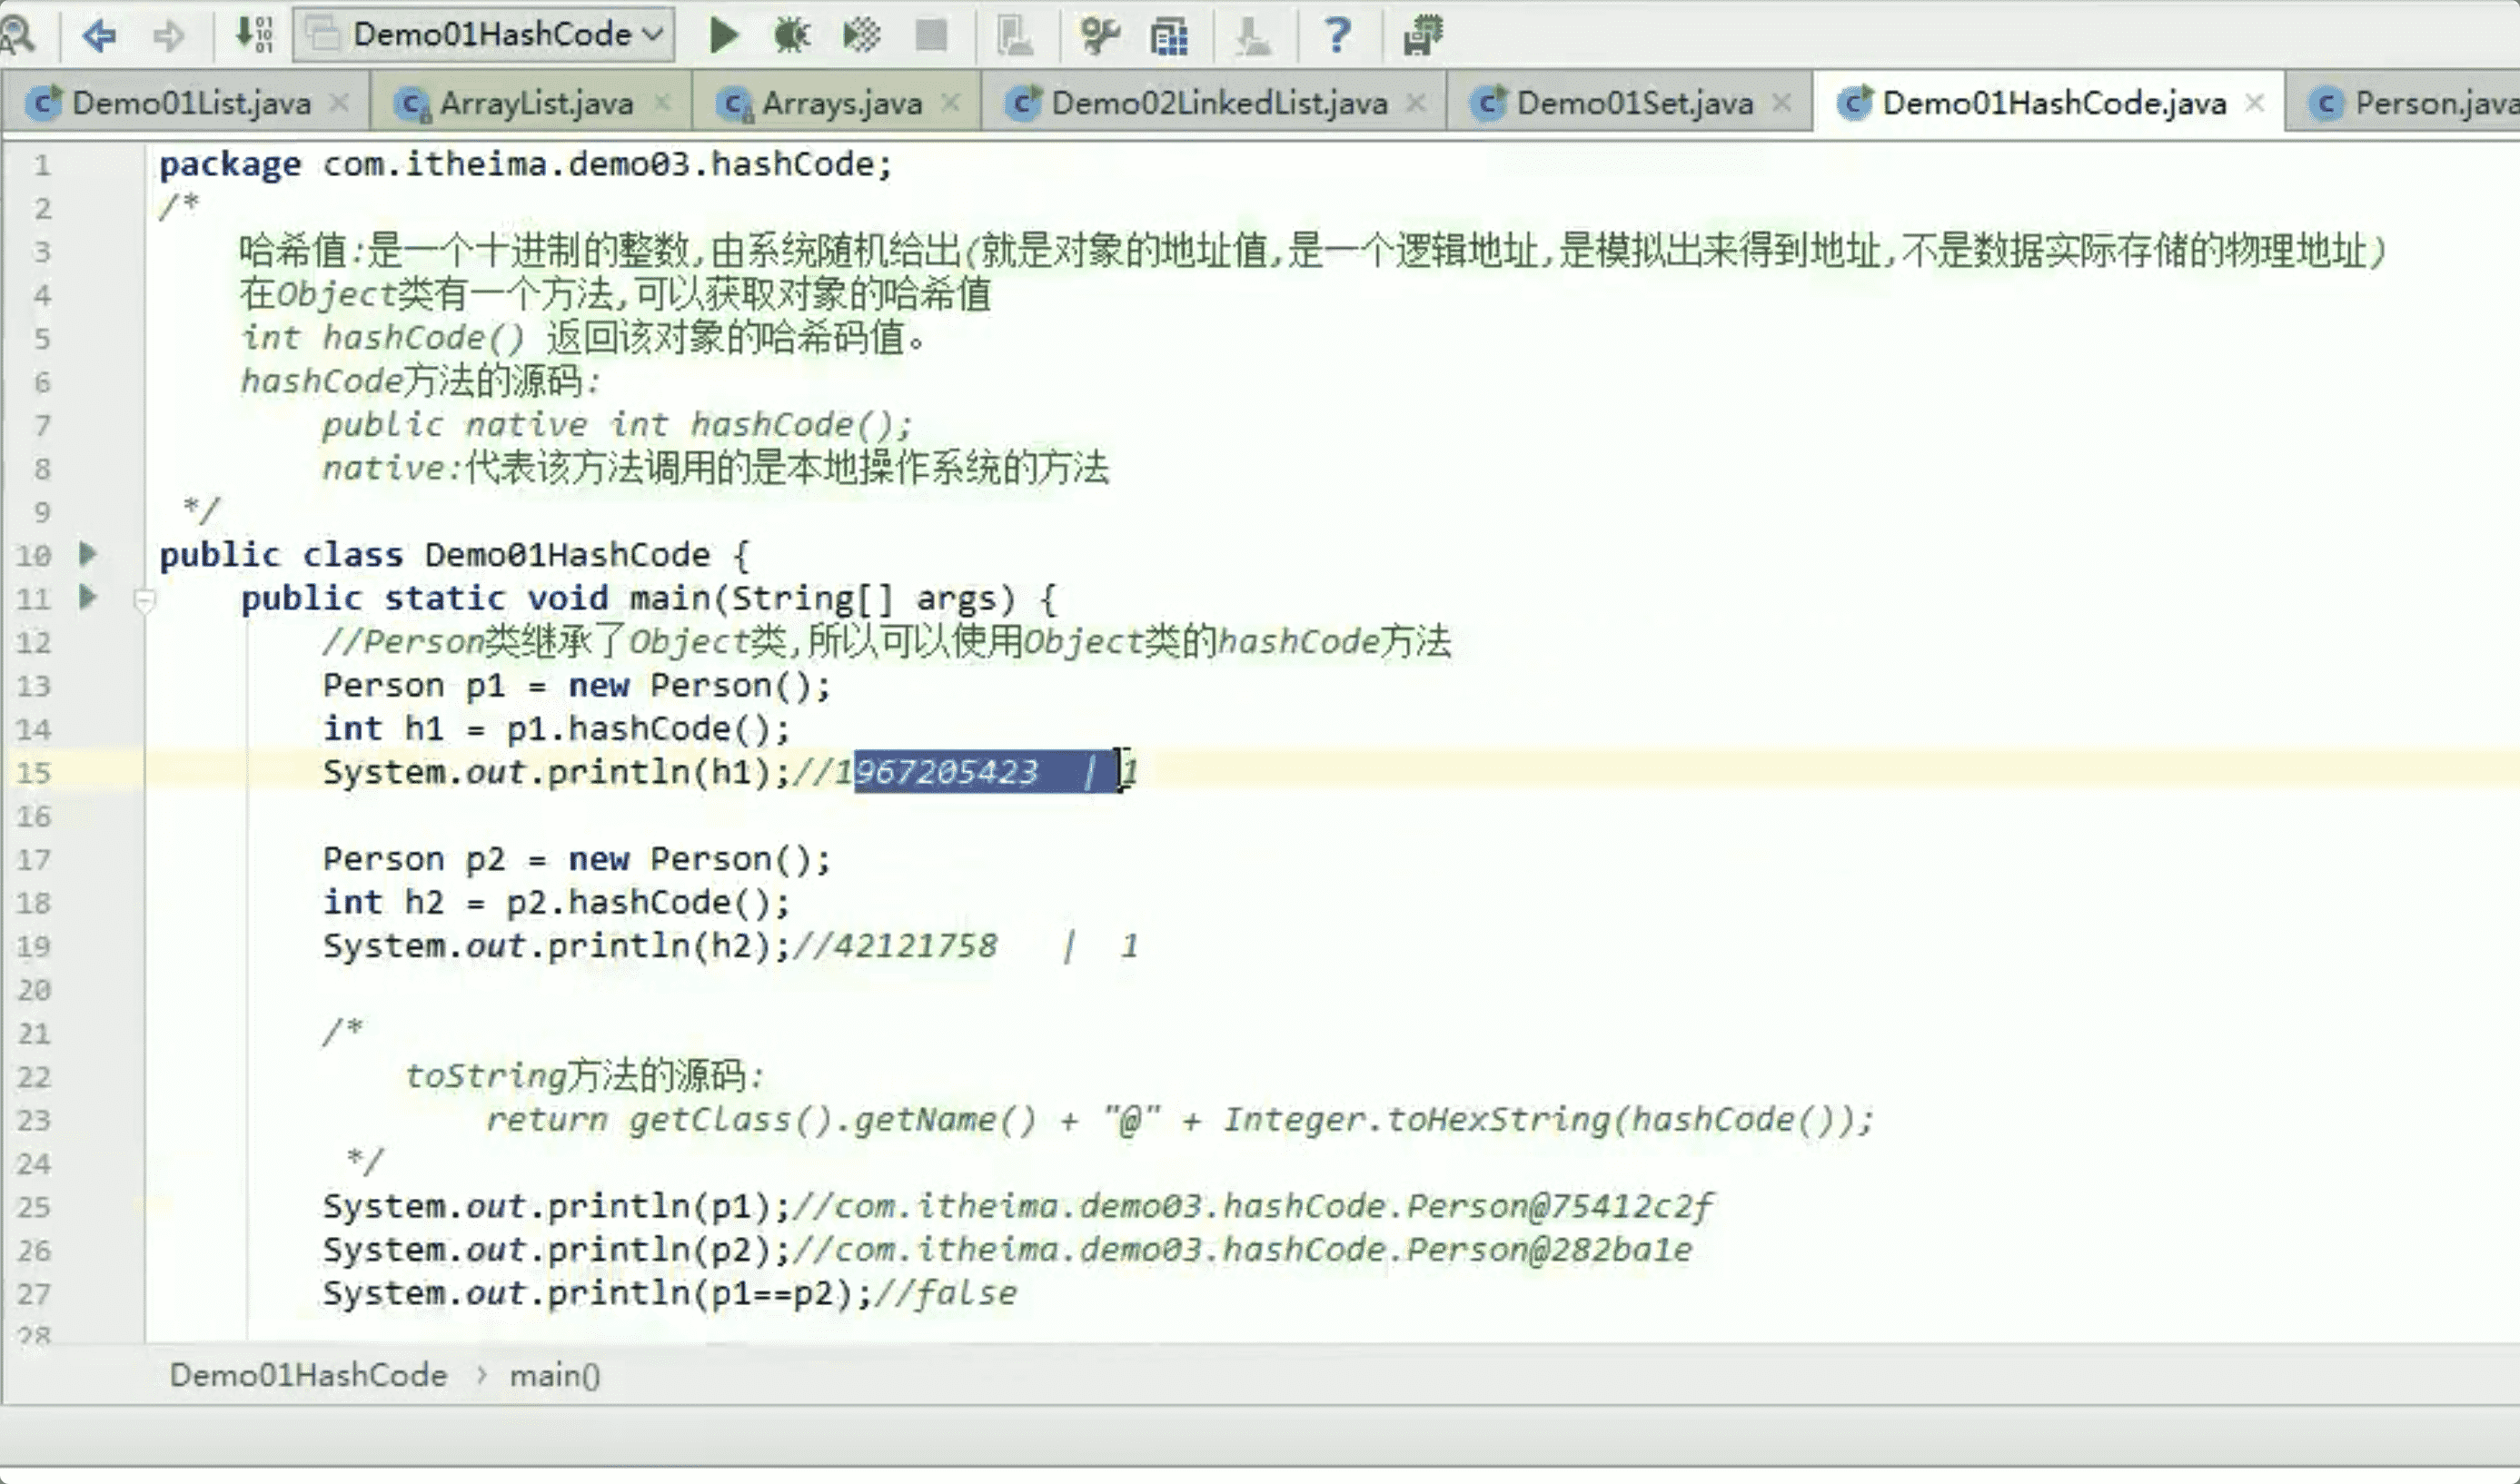 Demo01HashCode
Demo01List.java ArrayList.java Arrays.java Demo02LinkedList.java Demo01Set.java Demo01HashCode.java Person.java
1 package com.itheima.demo03.hashCode;
2 /*
3 哈希值:是一个十进制的整数,由系统随机给出(就是对象的地址值,是一个逻辑地址,是模拟出来得到地址,不是数据实际存储的物理地址)
4 在Object类有一个方法,可以获取对象的哈希值
5 int hashCode() 返回该对象的哈希码值。
6 hashCode方法的源码:
7 public native int hashCode();
8 native:代表该方法调用的是本地操作系统的方法
9 */
10 public class Demo01HashCode {
11 public static void main(String[] args) {
12 //Person类继承了Object类,所以可以使用Object类的hashCode方法
13 Person p1 = new Person();
14 int h1 = p1.hashCode();
15 System.out.println(h1);//1967205423 | 1
16
17 Person p2 = new Person();
18 int h2 = p2.hashCode();
19 System.out.println(h2);//42121758 | 1
20
21 /*
22 toString方法的源码:
23 return getClass().getName() + "@" + Integer.toHexString(hashCode());
24 */
25 System.out.println(p1);//com.itheima.demo03.hashCode.Person@75412c2f
26 System.out.println(p2);//com.itheima.demo03.hashCode.Person@282ba1e
27 System.out.println(p1==p2);//false
28
Demo01HashCode › main()